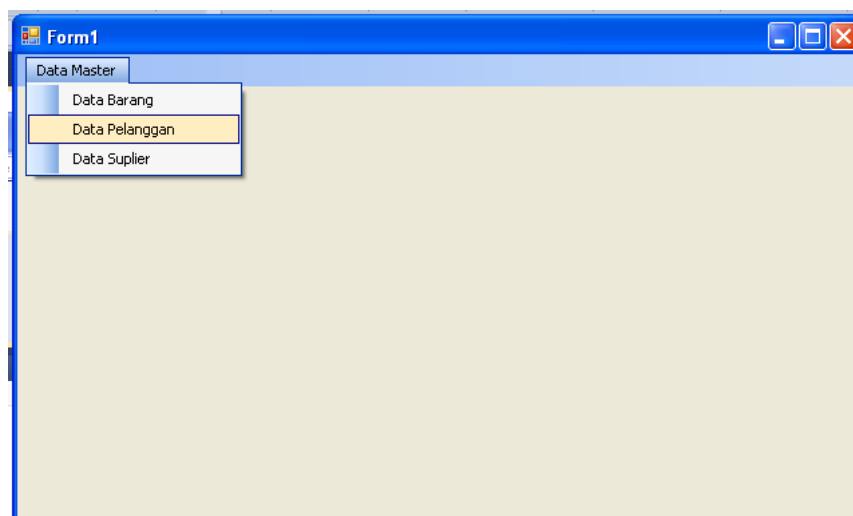 Form1
Data Master
Data Barang
Data Pelanggan
Data Suplier